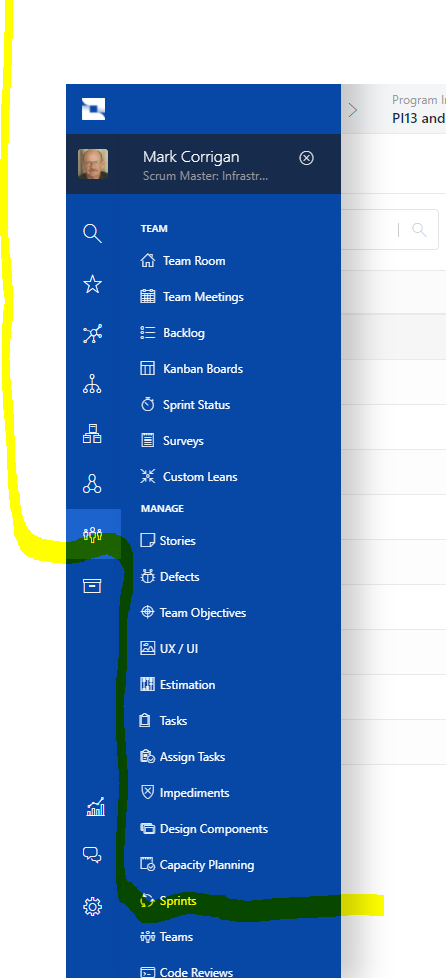 Program I
PI13 and
Mark Corrigan
Scrum Master: Infrastr...
TEAM
Team Room
Team Meetings
Backlog
Kanban Boards
Sprint Status
Surveys
Custom Leans
MANAGE
Stories
Defects
Team Objectives
UX / UI
Estimation
Tasks
Assign Tasks
Impediments
Design Components
Capacity Planning
Sprints
Teams
Code Reviews